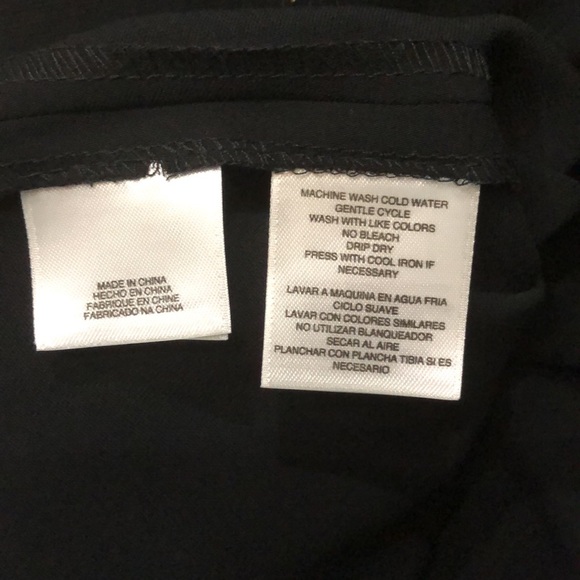 MADE IN CHINA
HECHO EN CHINA
FABRIQUE EN CHINE
FABRICADO NA CHINA
MACHINE WASH COLD WATER
GENTLE CYCLE
WASH WITH LIKE COLORS
NO BLEACH
DRIP DRY
PRESS WITH COOL IRON IF
NECESSARY
LAVAR A MAQUINA EN AGUA FRIA
CICLO SUAVE
LAVAR CON COLORES SIMILARES
NO UTILIZAR BLANQUEADOR
SECAR AL AIRE
PLANCHAR CON PLANCHA TIBIA SI ES
NECESARIO